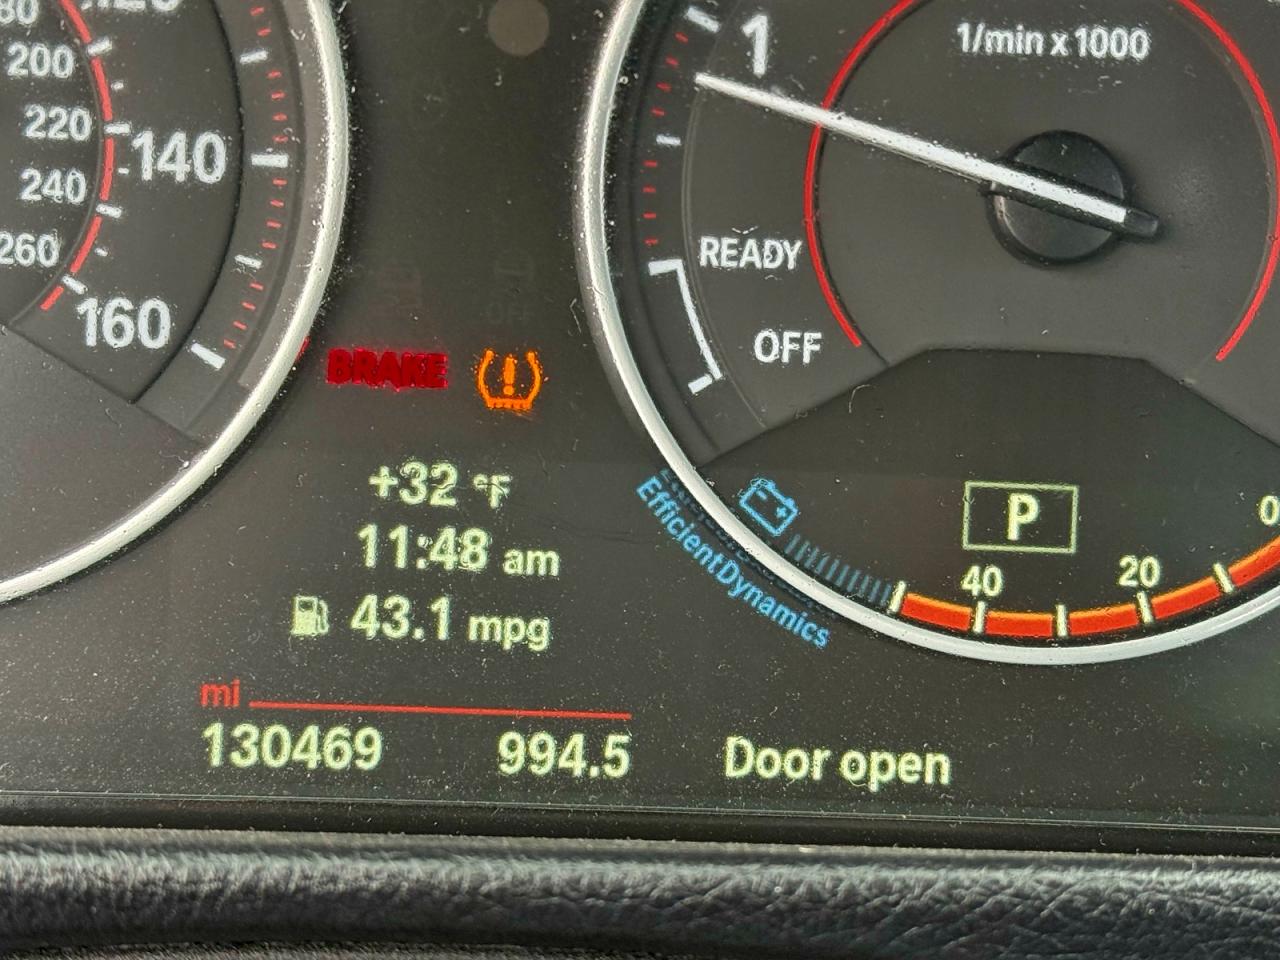 200
220
240
260
140
160
1
1/min x 1000
READY
OFF
BRAKE
+32 °F
11:48 am
43.1 mpg
EfficientDynamics
P
40
20
mi
130469 994.5
Door open